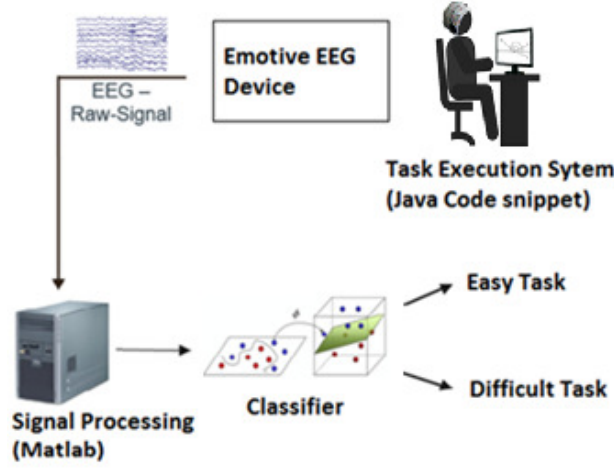 Emotive EEG
Device
EEG –
Raw-Signal
Task Execution Sytem
(Java Code snippet)
Easy Task
ϕ
Classifier
Difficult Task
Signal Processing
(Matlab)